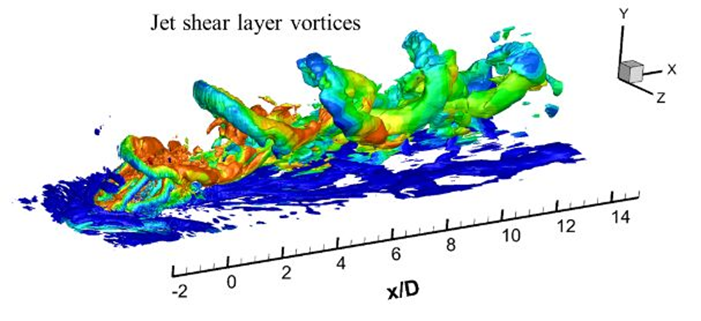 Jet shear layer vortices
Y
X
Z
-2 0 2 4 6 8 10 12 14
x/D